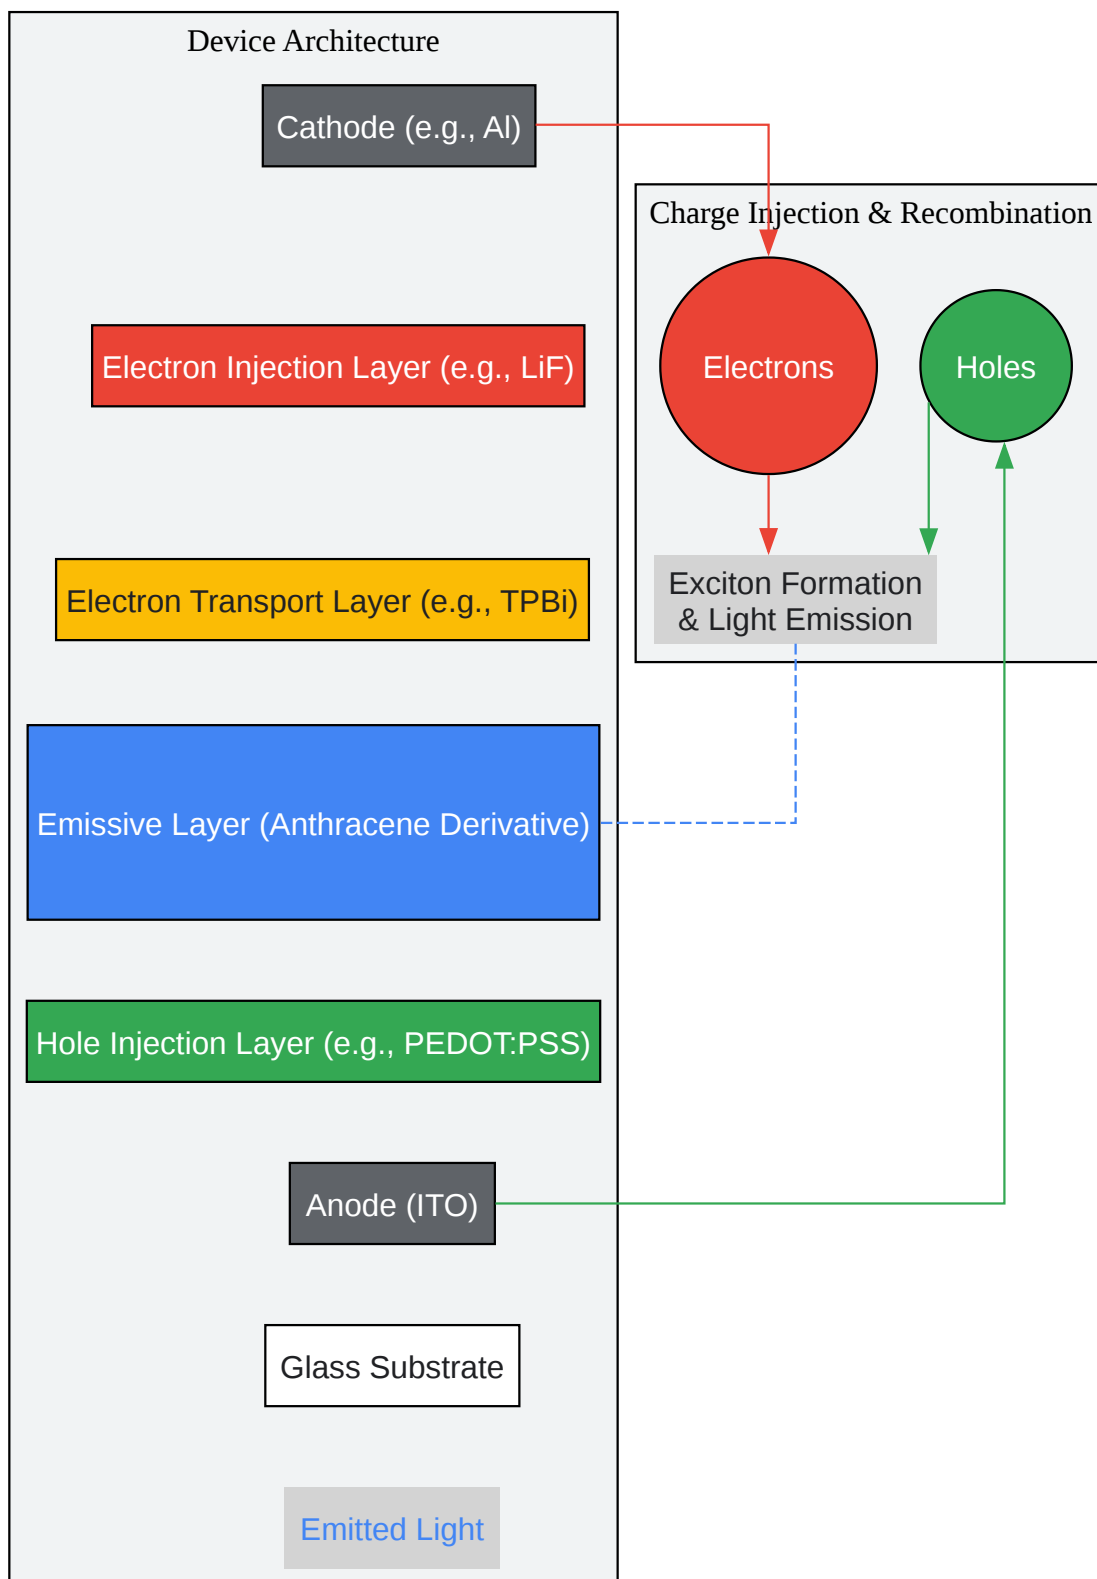 Device Architecture
Cathode (e.g., Al)
Electron Injection Layer (e.g., LiF)
Electron Transport Layer (e.g., TPBi)
Emissive Layer (Anthracene Derivative)
Hole Injection Layer (e.g., PEDOT:PSS)
Anode (ITO)
Glass Substrate
Emitted Light
Charge Injection & Recombination
Electrons
Holes
Exciton Formation
& Light Emission